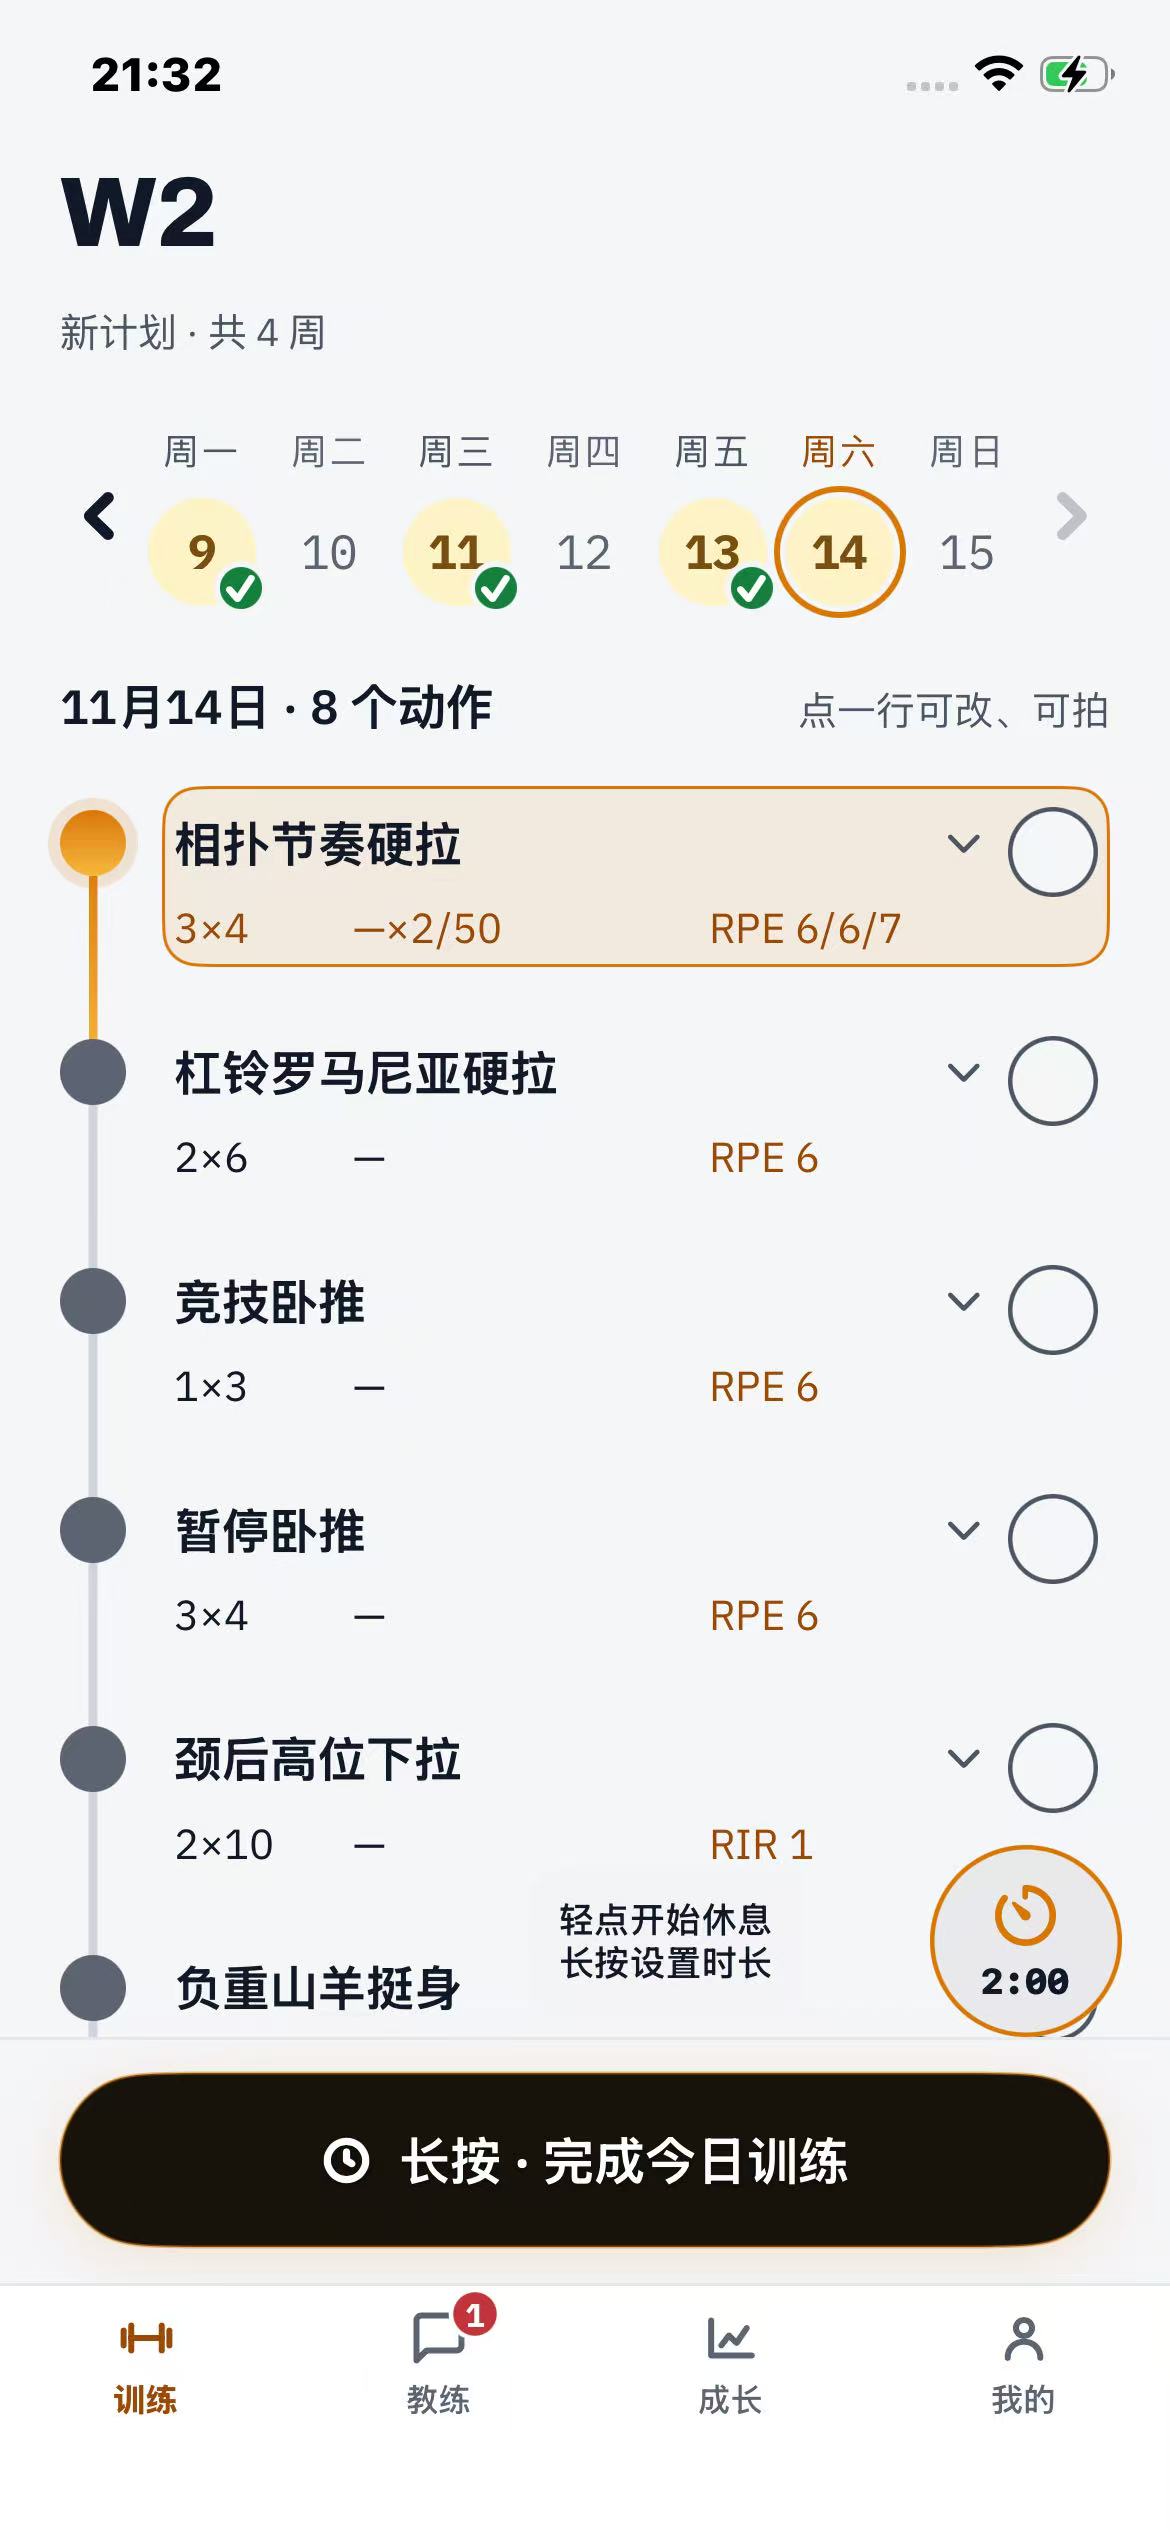 21:32
W2
新计划 · 共 4 周
周一 周二 周三 周四 周五 周六 周日
9 10 11 12 13 14 15
11月14日 · 8 个动作 点一行可改、可拍
相扑节奏硬拉
3×4 —×2/50 RPE 6/6/7
杠铃罗马尼亚硬拉
2×6 — RPE 6
竞技卧推
1×3 — RPE 6
暂停卧推
3×4 — RPE 6
颈后高位下拉
2×10 — RIR 1
轻点开始休息
长按设置时长
2:00
负重山羊挺身
长按 · 完成今日训练
1
训练 教练 成长 我的